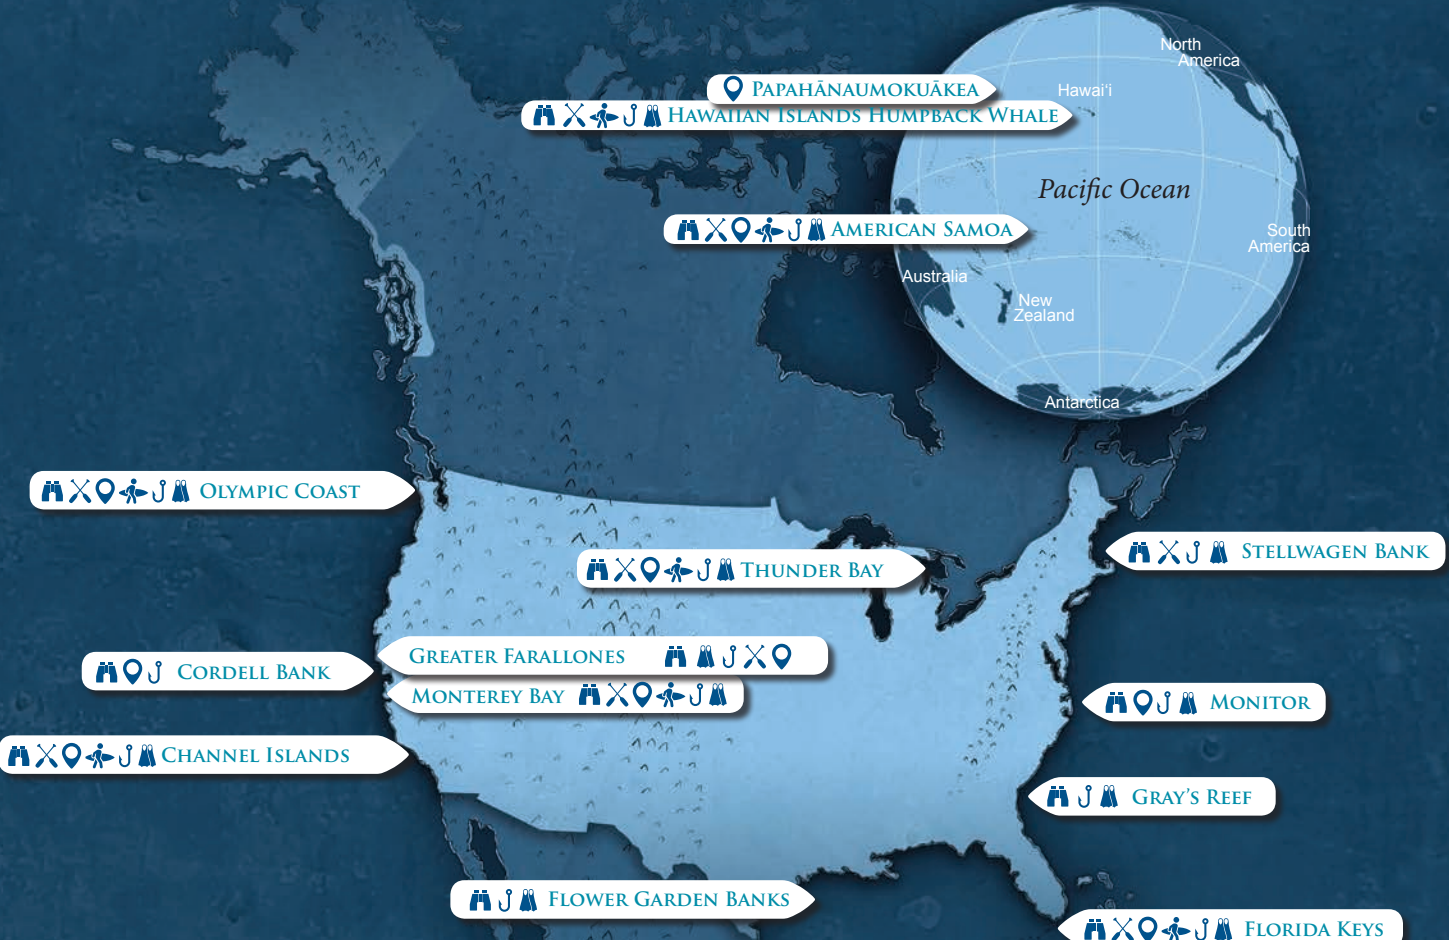 North
America
PAPAHĀNAUMOKUĀKEA
Hawai'i
HAWAIIAN ISLANDS HUMPBACK WHALE
Pacific Ocean
AMERICAN SAMOA
South
America
Australia
New
Zealand
Antarctica
OLYMPIC COAST
STELLWAGEN BANK
THUNDER BAY
GREATER FARALLONES
CORDELL BANK
MONTEREY BAY
MONITOR
CHANNEL ISLANDS
GRAY'S REEF
FLOWER GARDEN BANKS
FLORIDA KEYS